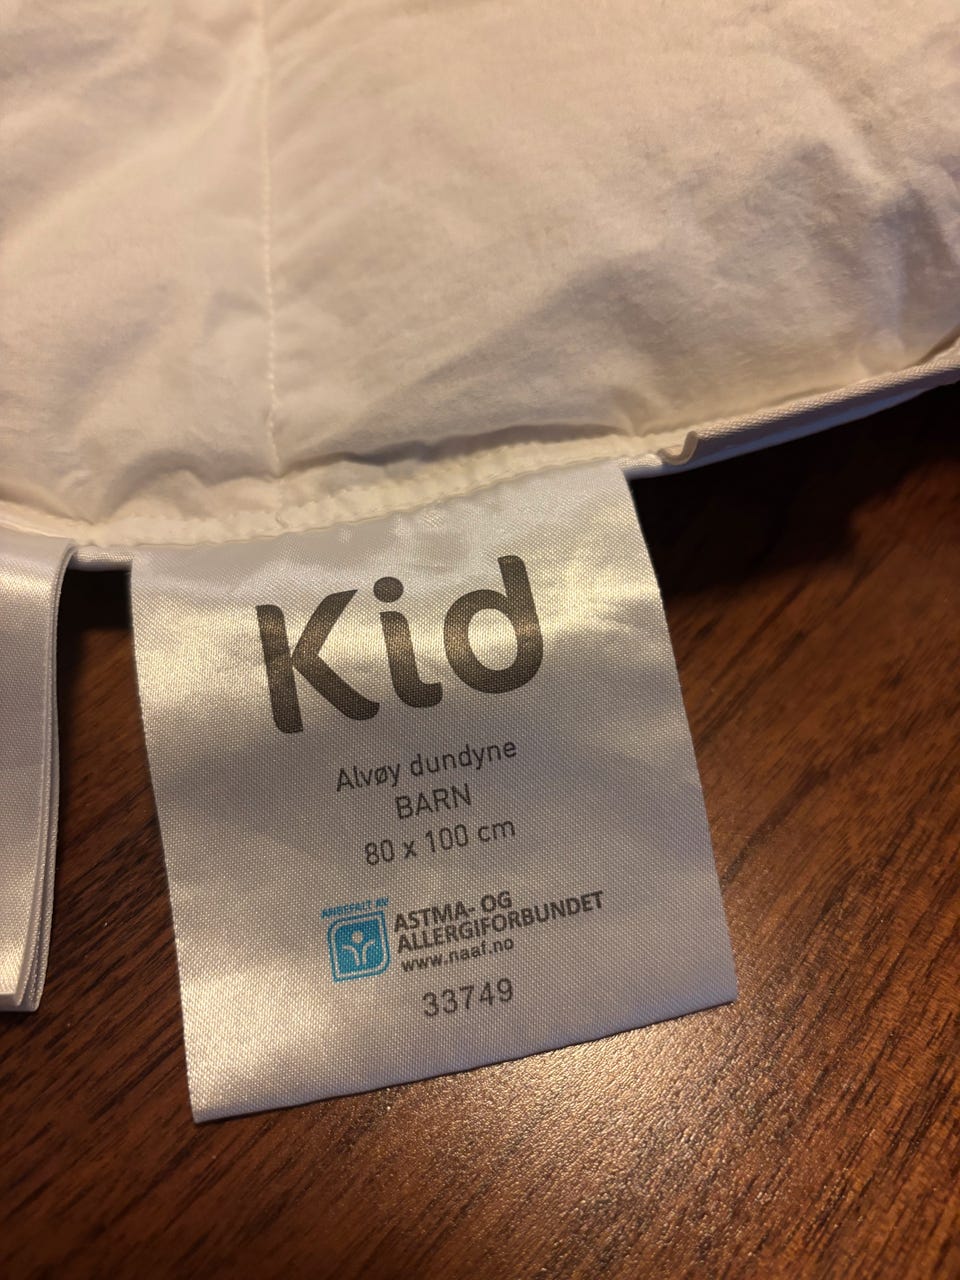 Kid
Alvøy dundyne
BARN
80 x 100 cm
ANBEFALT AV
ASTMA- OG
ALLERGIFORBUNDET
www.naaf.no
33749